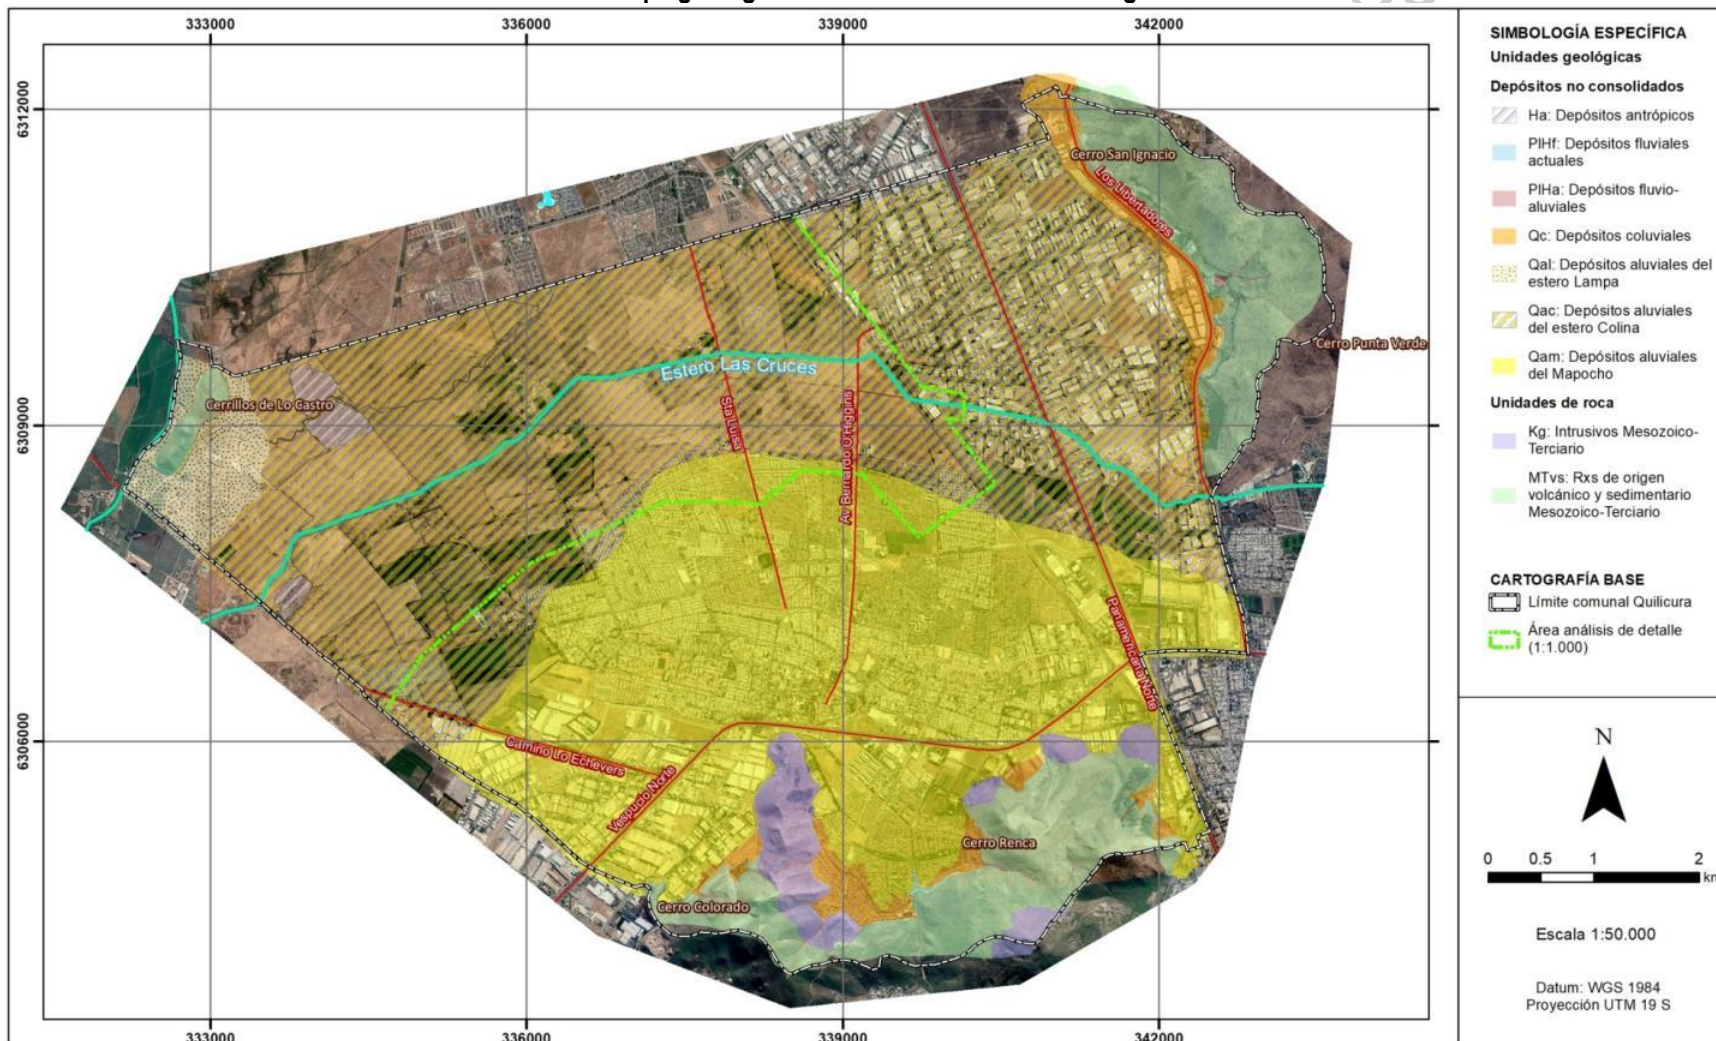 333000
336000
339000
342000
6312000
6309000
6306000
Cerro San Ignacio
Los Libertadores
Cerro Punta Verde
Estero Las Cruces
Cerrillos de Lo Castro
Sta Luisa
Av Bernardo O Higgins
Panamericana Norte
Camino Lo Echevers
Vespucio Norte
Cerro Renca
Cerro Colorado
333000
336000
339000
342000
SIMBOLOGÍA ESPECÍFICA
Unidades geológicas
Depósitos no consolidados
Ha: Depósitos antrópicos
PlHf: Depósitos fluviales
actuales
PlHa: Depósitos fluvio-
aluviales
Qc: Depósitos coluviales
Qal: Depósitos aluviales del
estero Lampa
Qac: Depósitos aluviales
del estero Colina
Qam: Depósitos aluviales
del Mapocho
Unidades de roca
Kg: Intrusivos Mesozoico-
Terciario
MTvs: Rxs de origen
volcánico y sedimentario
Mesozoico-Terciario
CARTOGRAFÍA BASE
Límite comunal Quilicura
Área análisis de detalle
(1:1.000)
N
0 0.5 1 2
km
Escala 1:50.000
Datum: WGS 1984
Proyección UTM 19 S